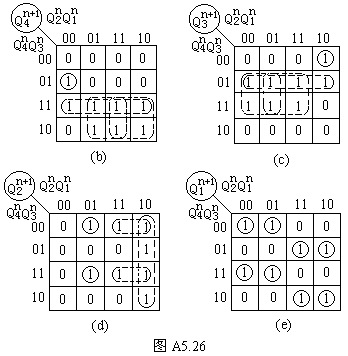 Q₄ⁿ⁺¹ Q₂ⁿQ₁ⁿ
Q₄ⁿQ₃ⁿ 00 01 11 10
00 0 0 0 0
01 1 0 0 0
11 1 1 1 1
10 0 1 1 1
(b)
Q₃ⁿ⁺¹ Q₂ⁿQ₁ⁿ
Q₄ⁿQ₃ⁿ 00 01 11 10
00 0 0 0 1
01 1 1 1 1
11 1 1 1 0
10 0 0 0 0
(c)
Q₂ⁿ⁺¹ Q₂ⁿQ₁ⁿ
Q₄ⁿQ₃ⁿ 00 01 11 10
00 0 1 1 1
01 0 0 0 1
11 0 1 1 1
10 0 0 0 1
(d)
Q₁ⁿ⁺¹ Q₂ⁿQ₁ⁿ
Q₄ⁿQ₃ⁿ 00 01 11 10
00 1 1 0 0
01 0 0 1 1
11 1 1 0 0
10 0 0 1 1
(e)
图 A5.26